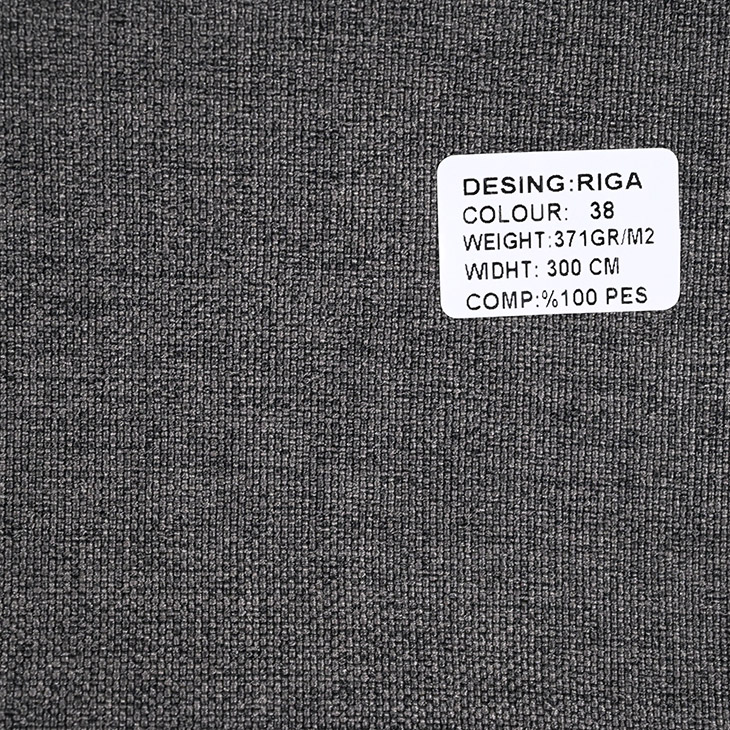 DESING:RIGA
COLOUR: 38
WEIGHT:371GR/M2
WIDHT: 300 CM
COMP:%100 PES